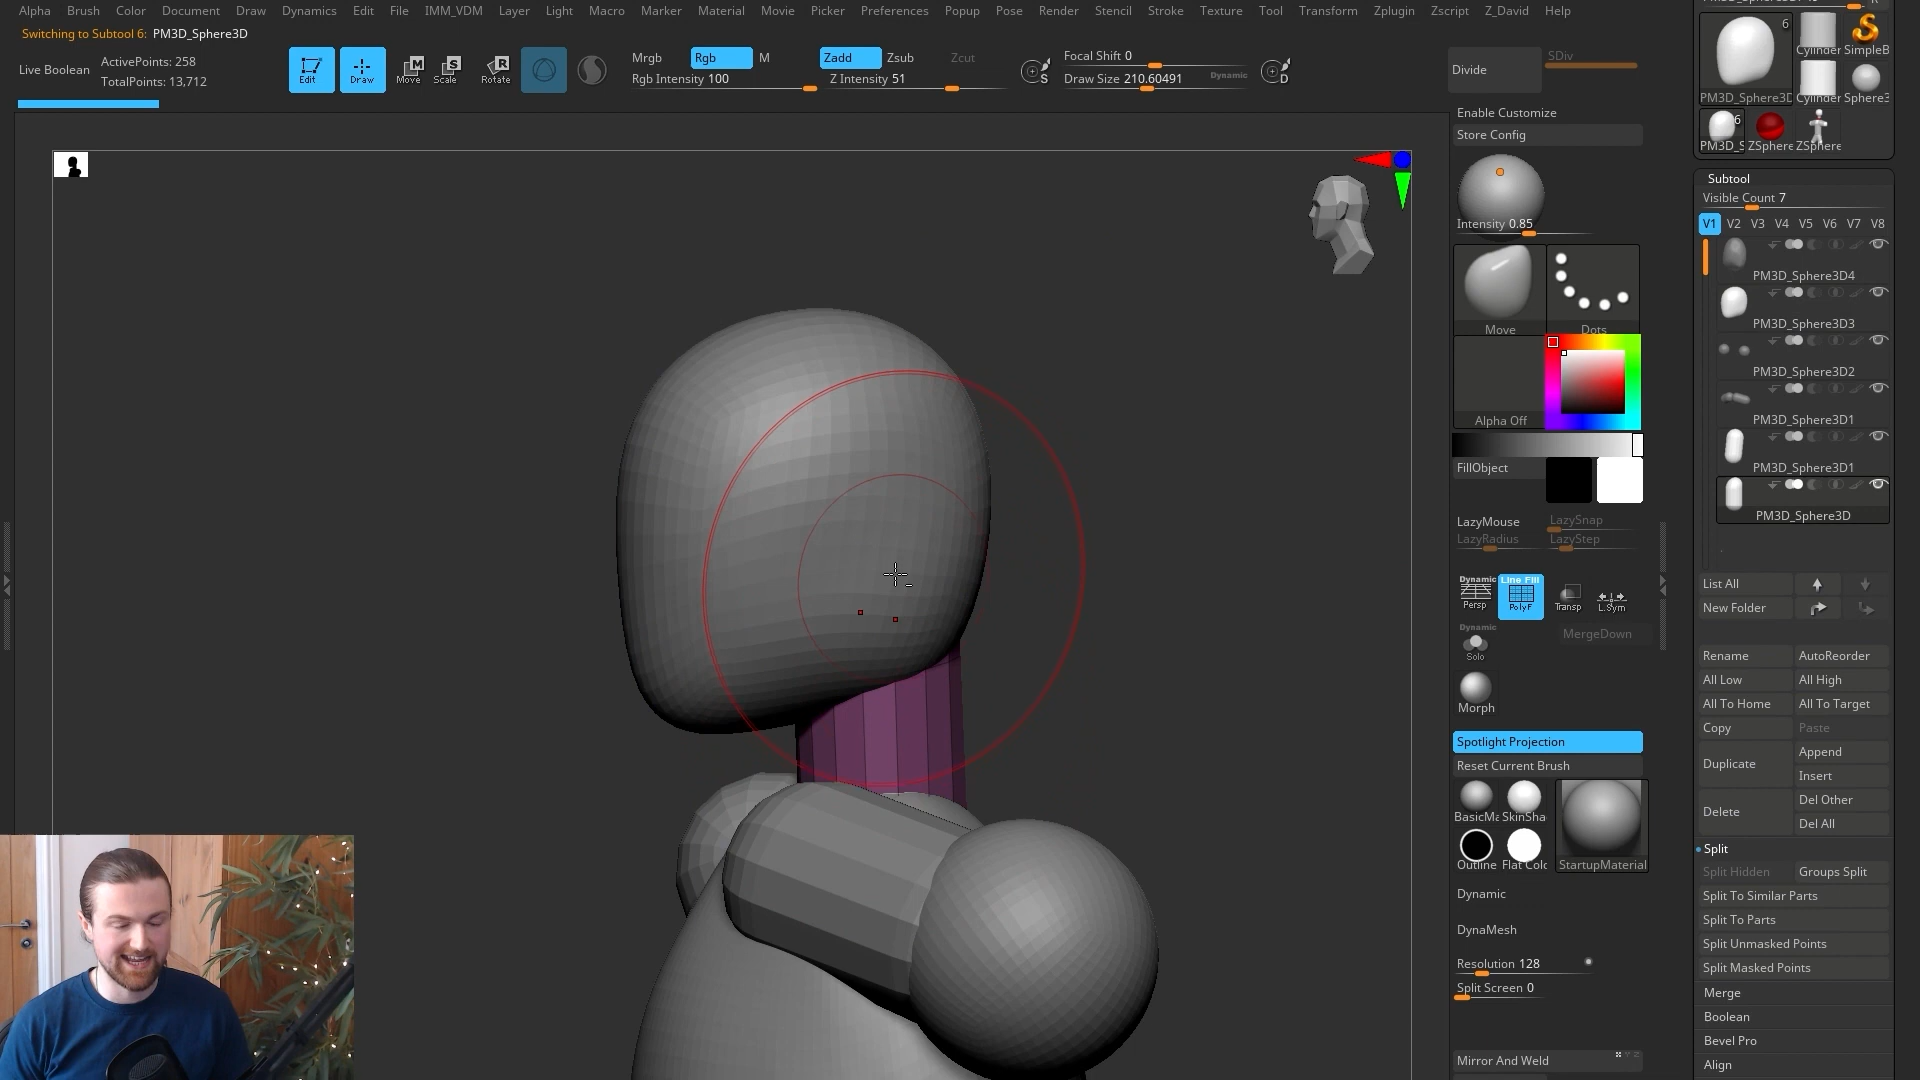 Alpha Brush Color Document Draw Dynamics Edit File IMM_VDM Layer Light Macro Marker Material Movie Picker Preferences Popup Pose Render Stencil Stroke Texture Tool Transform Zplugin Zscript Z_David Help
Switching to Subtool 6: PM3D_Sphere3D
Live Boolean
ActivePoints: 258
TotalPoints: 13,712
Edit
Draw
Move
Scale
Rotate
Mrgb Rgb M
Rgb Intensity 100
Zadd Zsub Zcut
Z Intensity 51
S
Focal Shift 0
Draw Size 210.60491
Dynamic
D
Divide
SDiv
Enable Customize
Store Config
Intensity 0.85
Move
Dots
Alpha Off
FillObject
LazyMouse
LazySnap
LazyRadius
LazyStep
Dynamic
Persp
Line Fill
PolyF
Transp
L.Sym
Dynamic
Solo
MergeDown
Morph
Spotlight Projection
Reset Current Brush
BasicMa SkinSha
Outline Flat Colo
StartupMaterial
Dynamic
DynaMesh
Resolution 128
Split Screen 0
Mirror And Weld
6
PM3D_Sphere3D Cylinder SimpleB
Cylinder Sphere3
6
PM3D_S ZSphere ZSphere
Subtool
Visible Count 7
V1 V2 V3 V4 V5 V6 V7 V8
PM3D_Sphere3D4
PM3D_Sphere3D3
PM3D_Sphere3D2
PM3D_Sphere3D1
PM3D_Sphere3D1
PM3D_Sphere3D
List All
New Folder
Rename AutoReorder
All Low All High
All To Home All To Target
Copy Paste
Duplicate
Append
Insert
Delete
Del Other
Del All
Split
Split Hidden Groups Split
Split To Similar Parts
Split To Parts
Split Unmasked Points
Split Masked Points
Merge
Boolean
Bevel Pro
Align